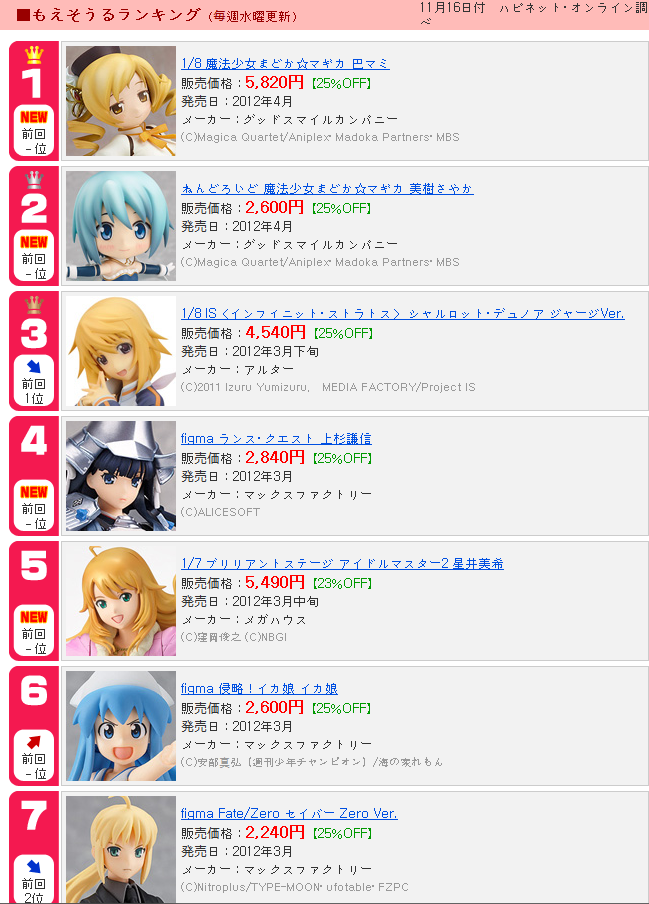 ■もえそうるランキング (毎週水曜更新)
11月16日付 ハピネット・オンライン調べ
1
NEW
前回
- 位
1/8 魔法少女まどか☆マギカ 巴マミ
販売価格：5,820円【25%OFF】
発売日：2012年4月
メーカー：グッドスマイルカンパニー
(C)Magica Quartet/Aniplex・Madoka Partners・MBS
2
NEW
前回
- 位
ねんどろいど 魔法少女まどか☆マギカ 美樹さやか
販売価格：2,600円【25%OFF】
発売日：2012年4月
メーカー：グッドスマイルカンパニー
(C)Magica Quartet/Aniplex・Madoka Partners・MBS
3
前回
1位
1/8 IS〈インフィニット・ストラトス〉 シャルロット・デュノア ジャージVer.
販売価格：4,540円【25%OFF】
発売日：2012年3月下旬
メーカー：アルター
(C)2011 Izuru Yumizuru, MEDIA FACTORY/Project IS
4
NEW
前回
- 位
figma ランス・クエスト 上杉謙信
販売価格：2,840円【25%OFF】
発売日：2012年3月
メーカー：マックスファクトリー
(C)ALICESOFT
5
NEW
前回
- 位
1/7 ブリリアントステージ アイドルマスター2 星井美希
販売価格：5,490円【23%OFF】
発売日：2012年3月中旬
メーカー：メガハウス
(C)窪岡俊之 (C)NBGI
6
前回
- 位
figma 侵略！イカ娘 イカ娘
販売価格：2,600円【25%OFF】
発売日：2012年3月
メーカー：マックスファクトリー
(C)安部真弘〔週刊少年チャンピオン〕/海の家れもん
7
前回
2位
figma Fate/Zero セイバー Zero Ver.
販売価格：2,240円【25%OFF】
発売日：2012年3月
メーカー：マックスファクトリー
(C)Nitroplus/TYPE-MOON・ufotable・FZPC